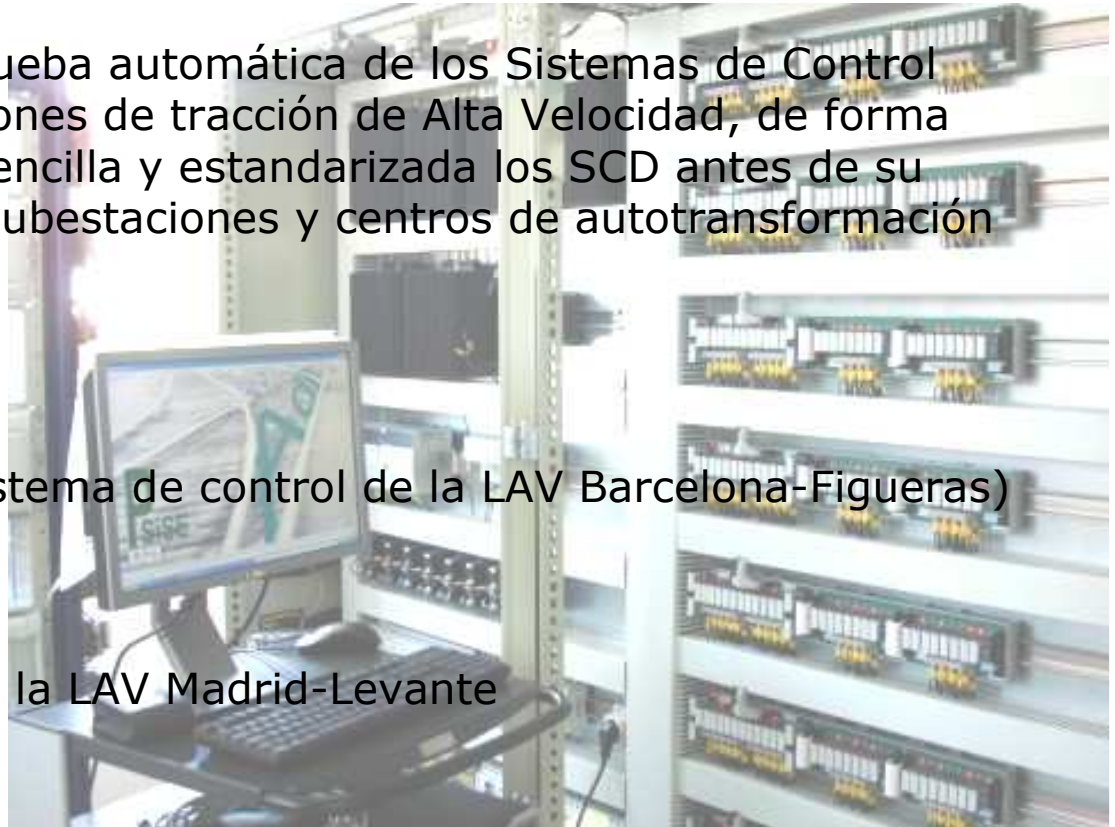 ueba automática de los Sistemas de Control
ones de tracción de Alta Velocidad, de forma
encilla y estandarizada los SCD antes de su
ubestaciones y centros de autotransformación
stema de control de la LAV Barcelona-Figueras)
la LAV Madrid-Levante
SiSE